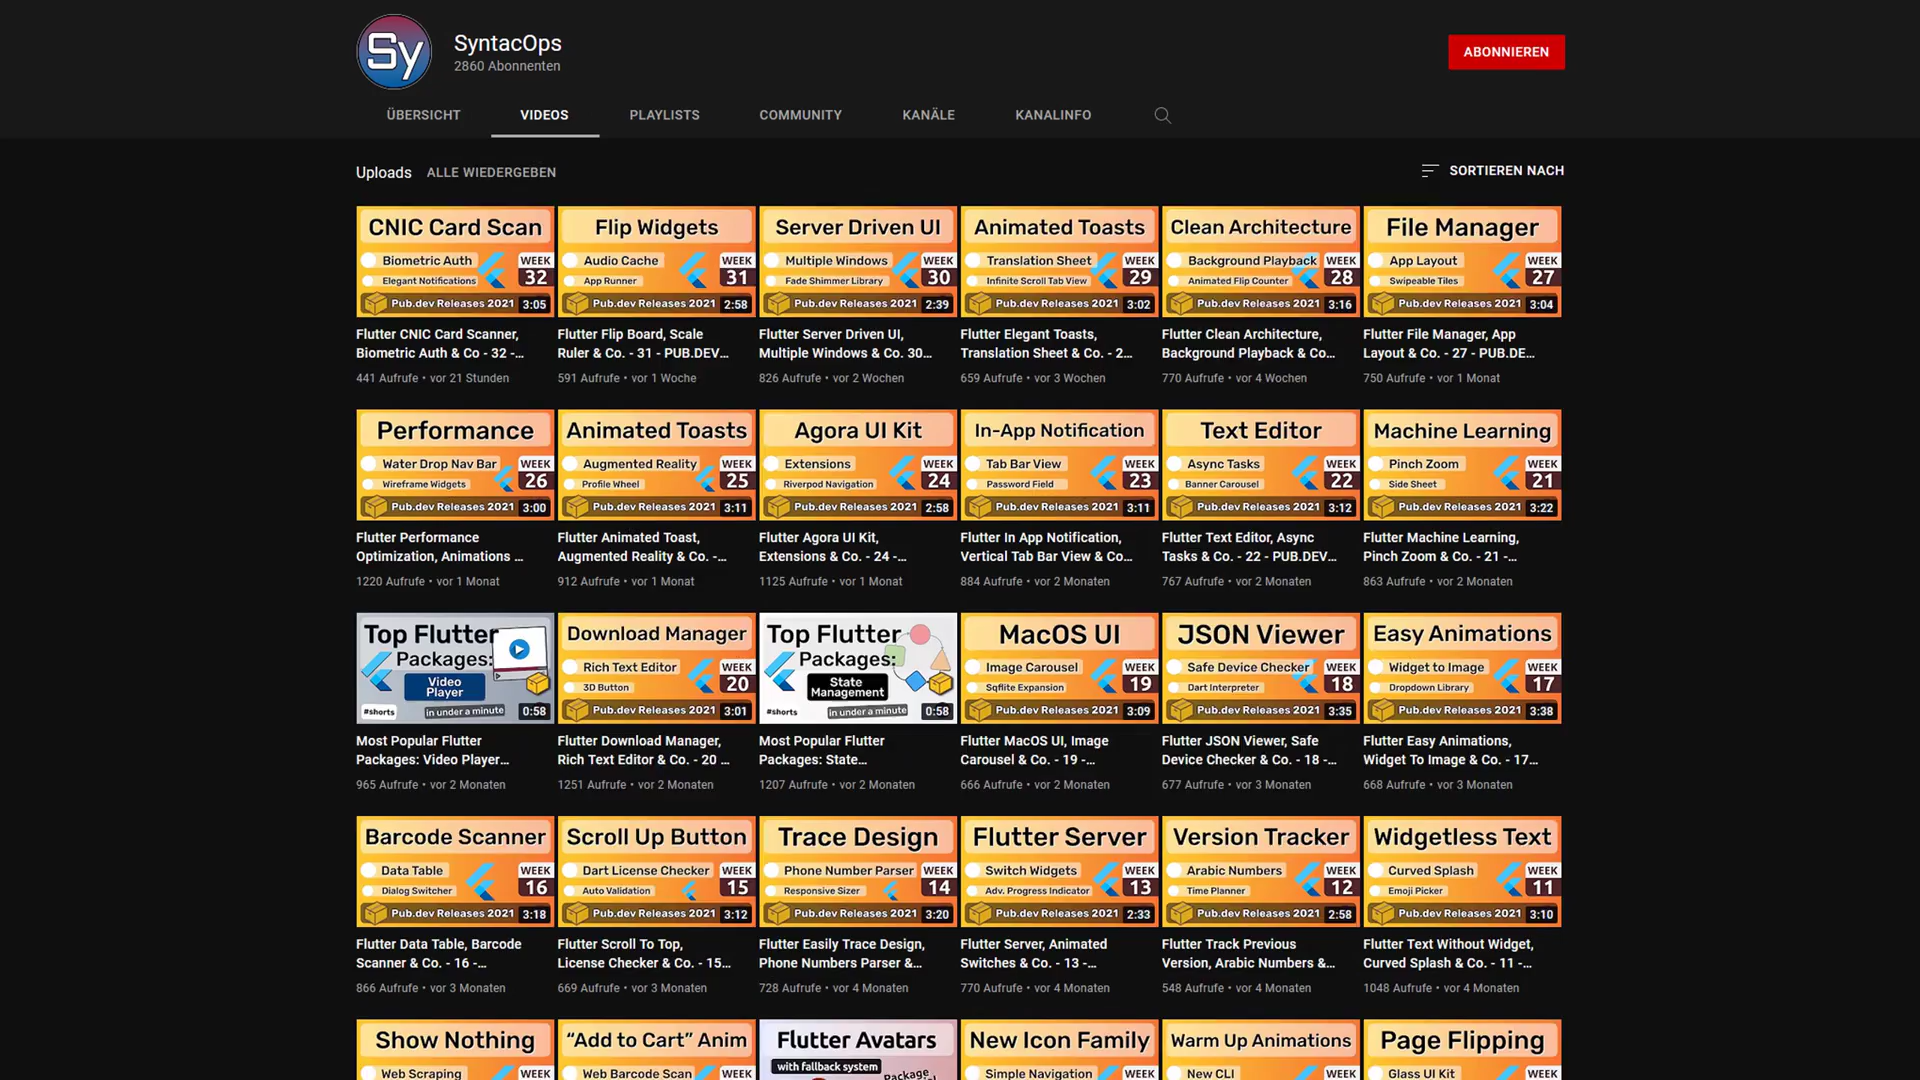 Sy
SyntacOps
2860 Abonnenten
ABONNIEREN
ÜBERSICHT VIDEOS PLAYLISTS COMMUNITY KANÄLE KANALINFO
Uploads ALLE WIEDERGEBEN
SORTIEREN NACH
CNIC Card Scan
Biometric Auth
Elegant Notifications
WEEK
32
Pub.dev Releases 2021
3:05
Flutter CNIC Card Scanner,
Biometric Auth & Co - 32 -...
441 Aufrufe • vor 21 Stunden
Flip Widgets
Audio Cache
App Runner
WEEK
31
Pub.dev Releases 2021
2:58
Flutter Flip Board, Scale
Ruler & Co. - 31 - PUB.DEV...
591 Aufrufe • vor 1 Woche
Server Driven UI
Multiple Windows
Fade Shimmer Library
WEEK
30
Pub.dev Releases 2021
2:39
Flutter Server Driven UI,
Multiple Windows & Co. 30...
826 Aufrufe • vor 2 Wochen
Animated Toasts
Translation Sheet
Infinite Scroll Tab View
WEEK
29
Pub.dev Releases 2021
3:02
Flutter Elegant Toasts,
Translation Sheet & Co. - 2...
659 Aufrufe • vor 3 Wochen
Clean Architecture
Background Playback
Animated Flip Counter
WEEK
28
Pub.dev Releases 2021
3:16
Flutter Clean Architecture,
Background Playback & Co...
770 Aufrufe • vor 4 Wochen
File Manager
App Layout
Swipeable Tiles
WEEK
27
Pub.dev Releases 2021
3:04
Flutter File Manager, App
Layout & Co. - 27 - PUB.DE...
750 Aufrufe • vor 1 Monat
Performance
Water Drop Nav Bar
Wireframe Widgets
WEEK
26
Pub.dev Releases 2021
3:00
Flutter Performance
Optimization, Animations ...
1220 Aufrufe • vor 1 Monat
Animated Toasts
Augmented Reality
Profile Wheel
WEEK
25
Pub.dev Releases 2021
3:11
Flutter Animated Toast,
Augmented Reality & Co. -...
912 Aufrufe • vor 1 Monat
Agora UI Kit
Extensions
Riverpod Navigation
WEEK
24
Pub.dev Releases 2021
2:58
Flutter Agora UI Kit,
Extensions & Co. - 24 -...
1125 Aufrufe • vor 1 Monat
In-App Notification
Tab Bar View
Password Field
WEEK
23
Pub.dev Releases 2021
3:11
Flutter In App Notification,
Vertical Tab Bar View & Co...
884 Aufrufe • vor 2 Monaten
Text Editor
Async Tasks
Banner Carousel
WEEK
22
Pub.dev Releases 2021
3:12
Flutter Text Editor, Async
Tasks & Co. - 22 - PUB.DEV...
767 Aufrufe • vor 2 Monaten
Machine Learning
Pinch Zoom
Side Sheet
WEEK
21
Pub.dev Releases 2021
3:22
Flutter Machine Learning,
Pinch Zoom & Co. - 21 -...
863 Aufrufe • vor 2 Monaten
Top Flutter
Packages:
Video
Player
#shorts
in under a minute
0:58
Most Popular Flutter
Packages: Video Player...
965 Aufrufe • vor 2 Monaten
Download Manager
Rich Text Editor
3D Button
WEEK
20
Pub.dev Releases 2021
3:01
Flutter Download Manager,
Rich Text Editor & Co. - 20 ...
1251 Aufrufe • vor 2 Monaten
Top Flutter
Packages:
State
Management
#shorts
in under a minute
0:58
Most Popular Flutter
Packages: State...
1207 Aufrufe • vor 2 Monaten
MacOS UI
Image Carousel
Sqflite Expansion
WEEK
19
Pub.dev Releases 2021
3:09
Flutter MacOS UI, Image
Carousel & Co. - 19 -...
666 Aufrufe • vor 2 Monaten
JSON Viewer
Safe Device Checker
Dart Interpreter
WEEK
18
Pub.dev Releases 2021
3:35
Flutter JSON Viewer, Safe
Device Checker & Co. - 18 -...
677 Aufrufe • vor 3 Monaten
Easy Animations
Widget to Image
Dropdown Library
WEEK
17
Pub.dev Releases 2021
3:38
Flutter Easy Animations,
Widget To Image & Co. - 17...
668 Aufrufe • vor 3 Monaten
Barcode Scanner
Data Table
Dialog Switcher
WEEK
16
Pub.dev Releases 2021
3:18
Flutter Data Table, Barcode
Scanner & Co. - 16 -...
866 Aufrufe • vor 3 Monaten
Scroll Up Button
Dart License Checker
Auto Validation
WEEK
15
Pub.dev Releases 2021
3:12
Flutter Scroll To Top,
License Checker & Co. - 15...
669 Aufrufe • vor 3 Monaten
Trace Design
Phone Number Parser
Responsive Sizer
WEEK
14
Pub.dev Releases 2021
3:20
Flutter Easily Trace Design,
Phone Numbers Parser &...
728 Aufrufe • vor 4 Monaten
Flutter Server
Switch Widgets
Adv. Progress Indicator
WEEK
13
Pub.dev Releases 2021
2:33
Flutter Server, Animated
Switches & Co. - 13 -...
770 Aufrufe • vor 4 Monaten
Version Tracker
Arabic Numbers
Time Planner
WEEK
12
Pub.dev Releases 2021
2:58
Flutter Track Previous
Version, Arabic Numbers &...
548 Aufrufe • vor 4 Monaten
Widgetless Text
Curved Splash
Emoji Picker
WEEK
11
Pub.dev Releases 2021
3:10
Flutter Text Without Widget,
Curved Splash & Co. - 11 -...
1048 Aufrufe • vor 4 Monaten
Show Nothing
Web Scraping
WEEK
“Add to Cart” Anim
Web Barcode Scan
WEEK
Flutter Avatars
with fallback system
Package
New Icon Family
Simple Navigation
WEEK
Warm Up Animations
New CLI
WEEK
Page Flipping
Glass UI Kit
WEEK